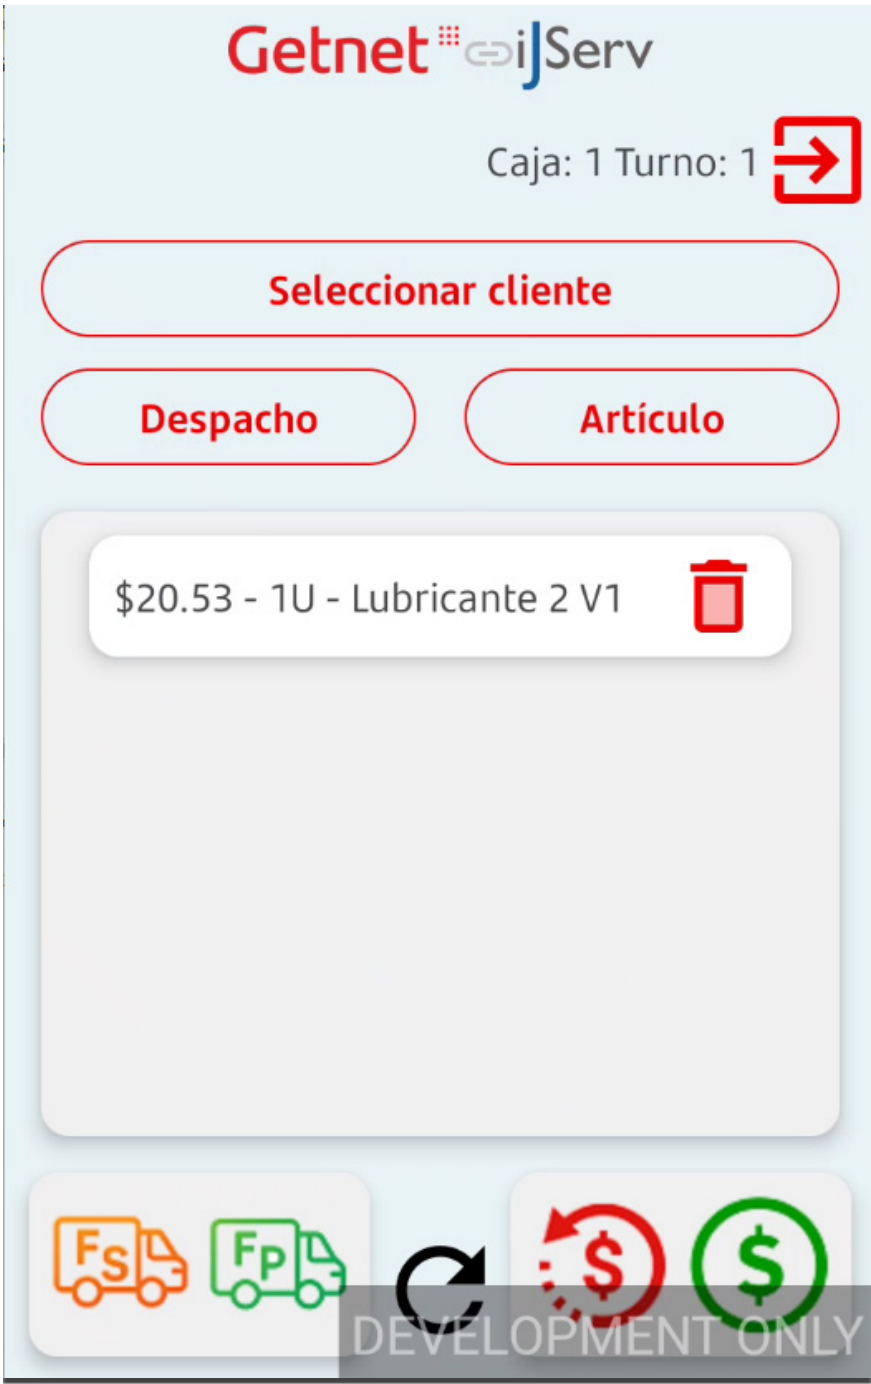 Getnet iJServ
Caja: 1 Turno: 1
Seleccionar cliente
Despacho
Artículo
$20.53 - 1U - Lubricante 2 V1
Fs
Fp
$
$
DEVELOPMENT ONLY